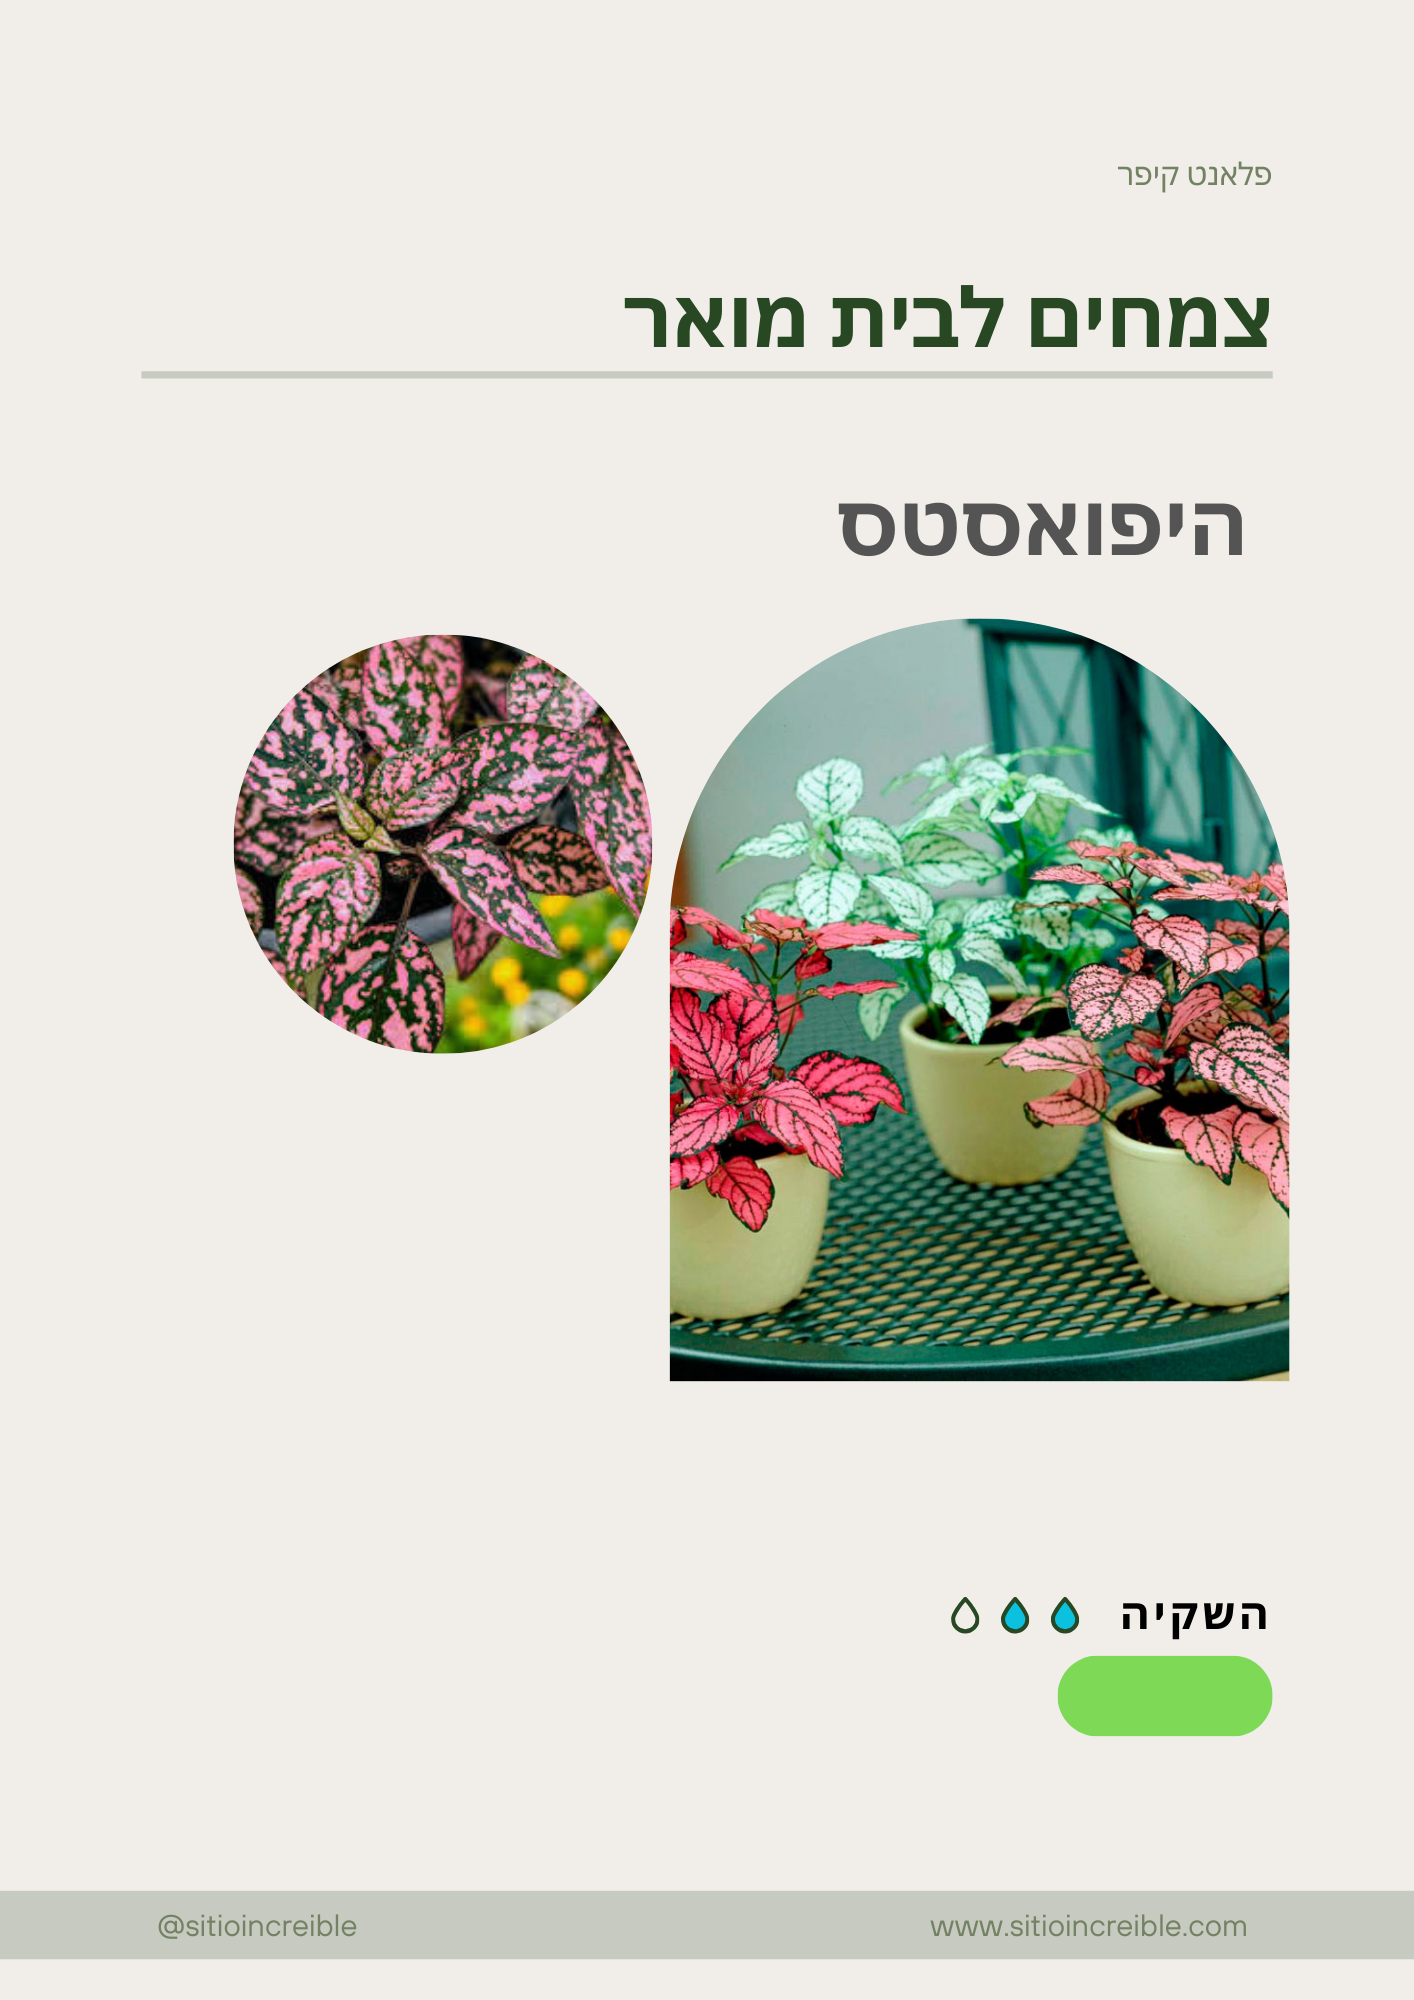 פלאנט קיפר
צמחים לבית מואר
היפואסטס
השקיה
@sitioincreible
www.sitioincreible.com